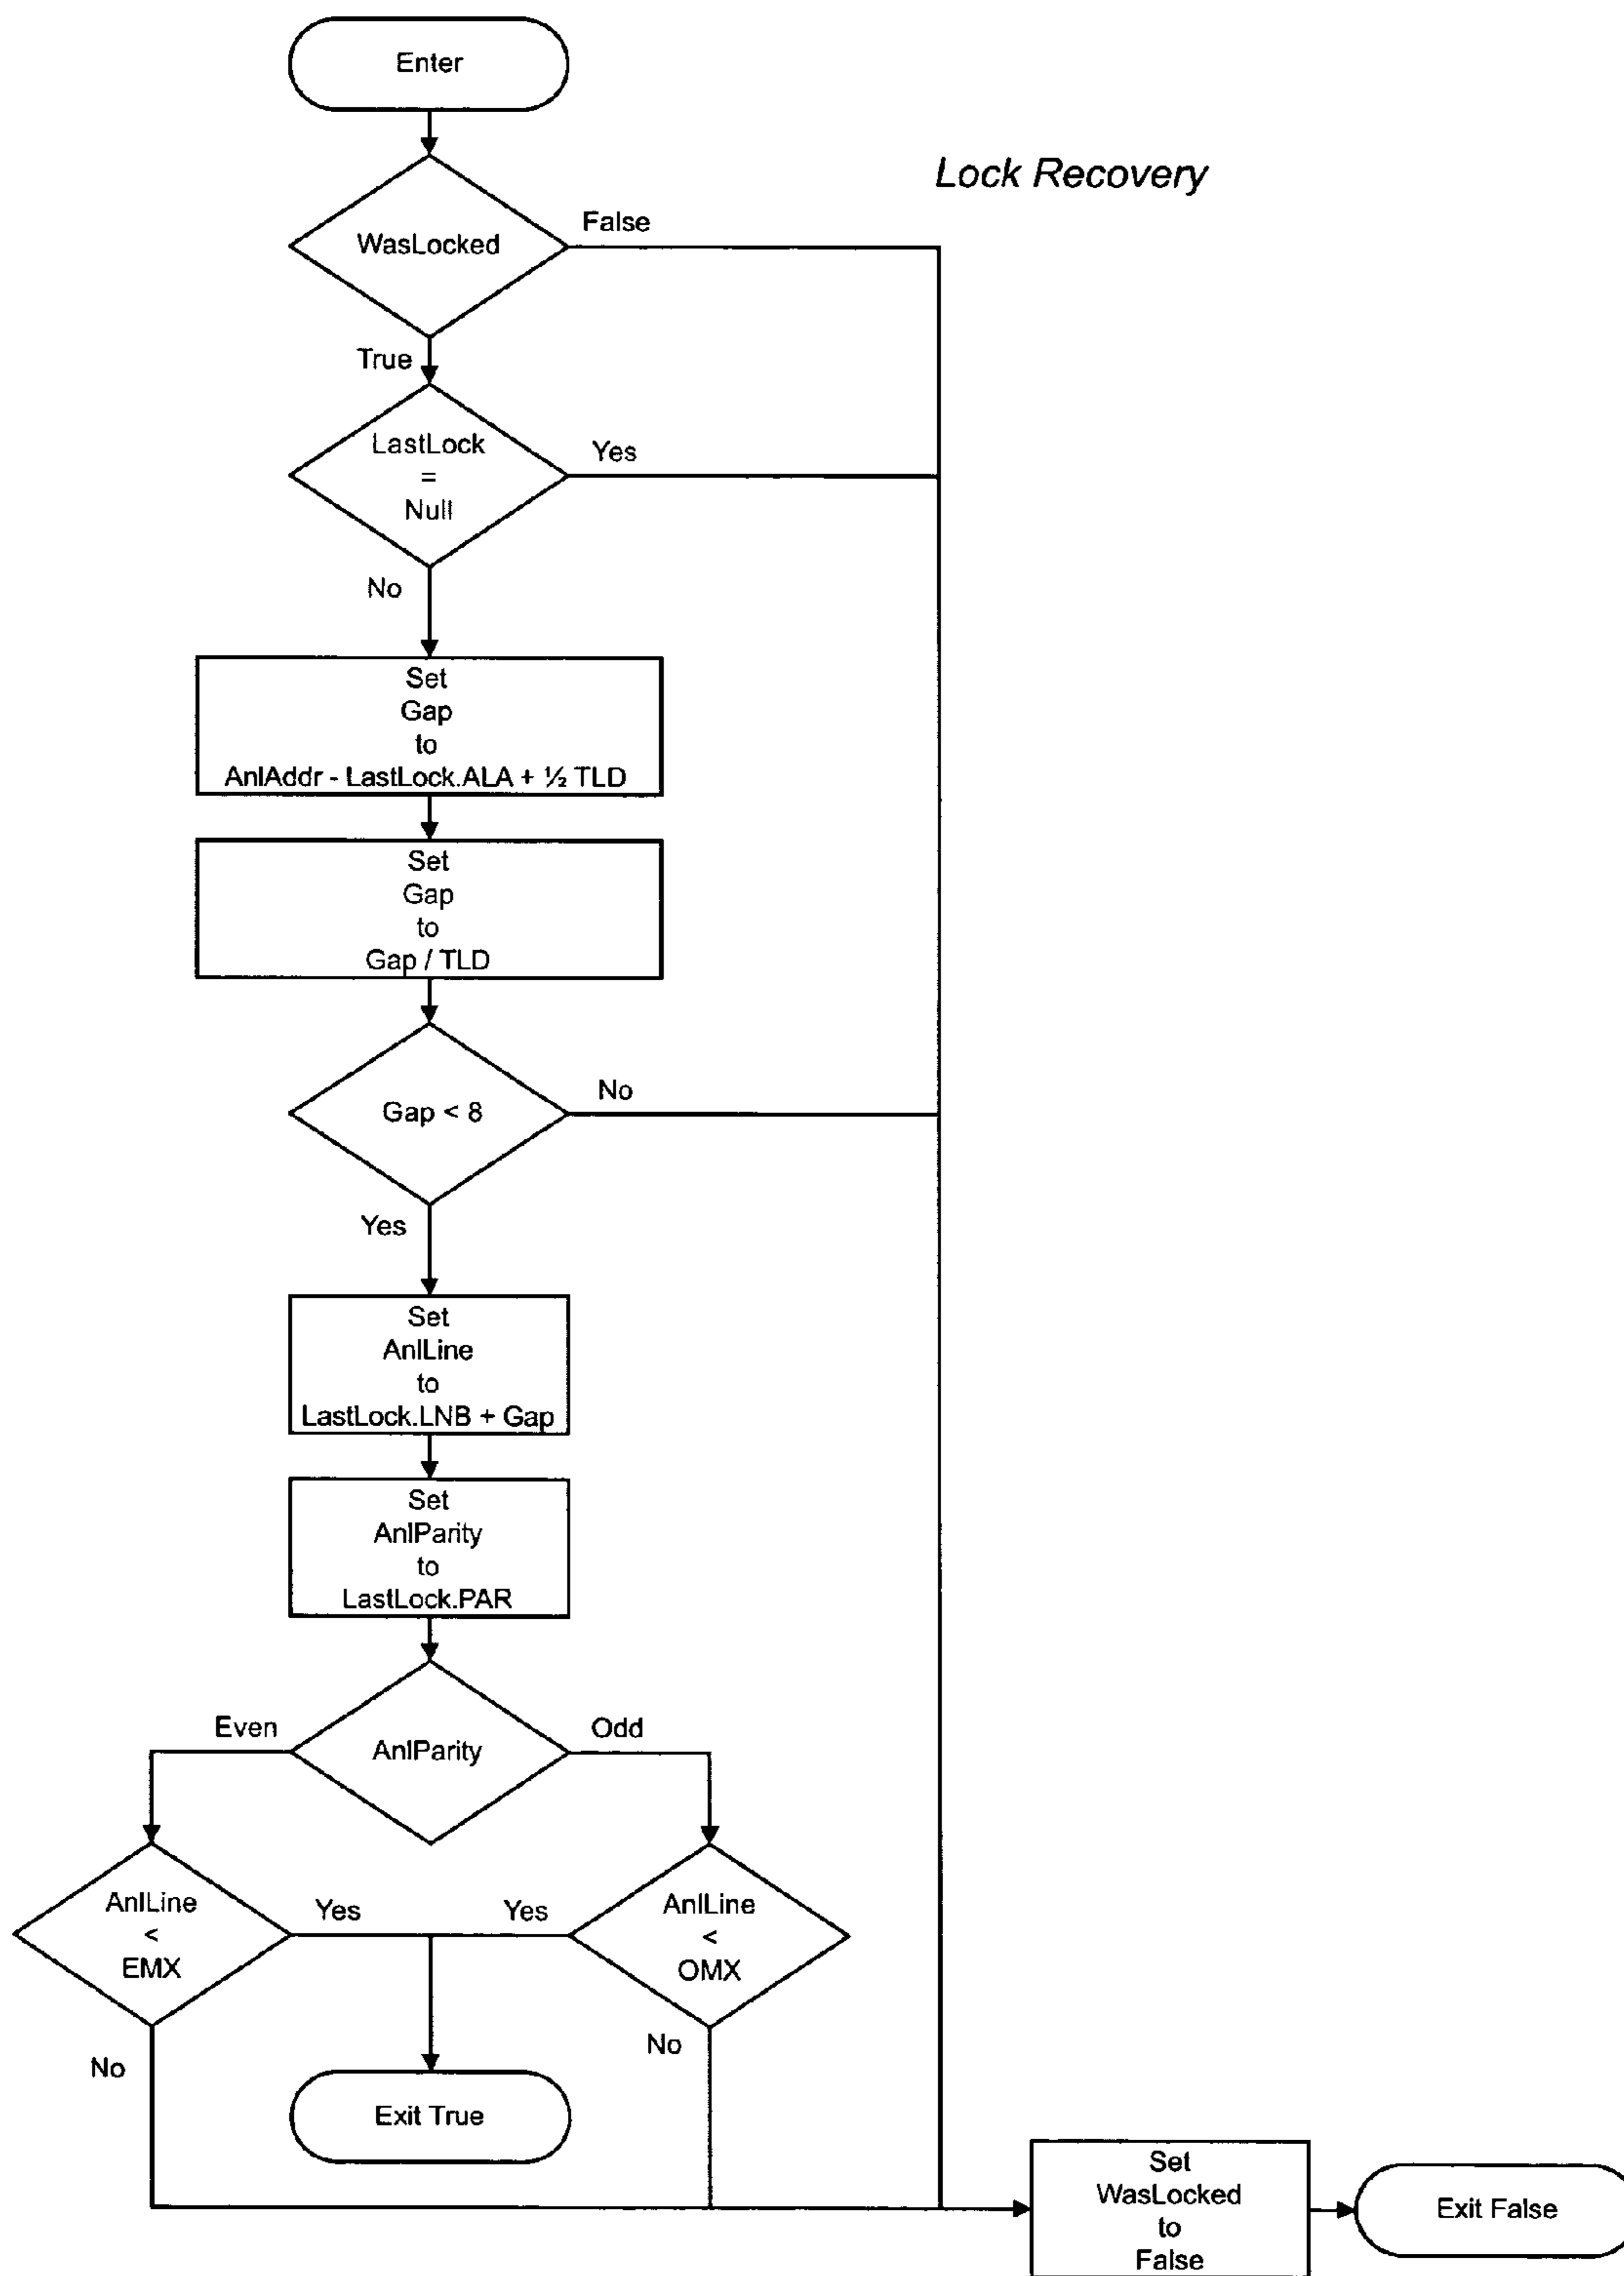 Enter
Lock Recovery
WasLocked
False
True
LastLock
=
Null
Yes
No
Set
Gap
to
AnlAddr - LastLock.ALA + ½ TLD
Set
Gap
to
Gap / TLD
Gap < 8
No
Yes
Set
AnlLine
to
LastLock.LNB + Gap
Set
AnlParity
to
LastLock.PAR
AnlParity
Even
Odd
AnlLine
<
EMX
Yes
Yes
AnlLine
<
OMX
No
No
Exit True
Set
WasLocked
to
False
Exit False